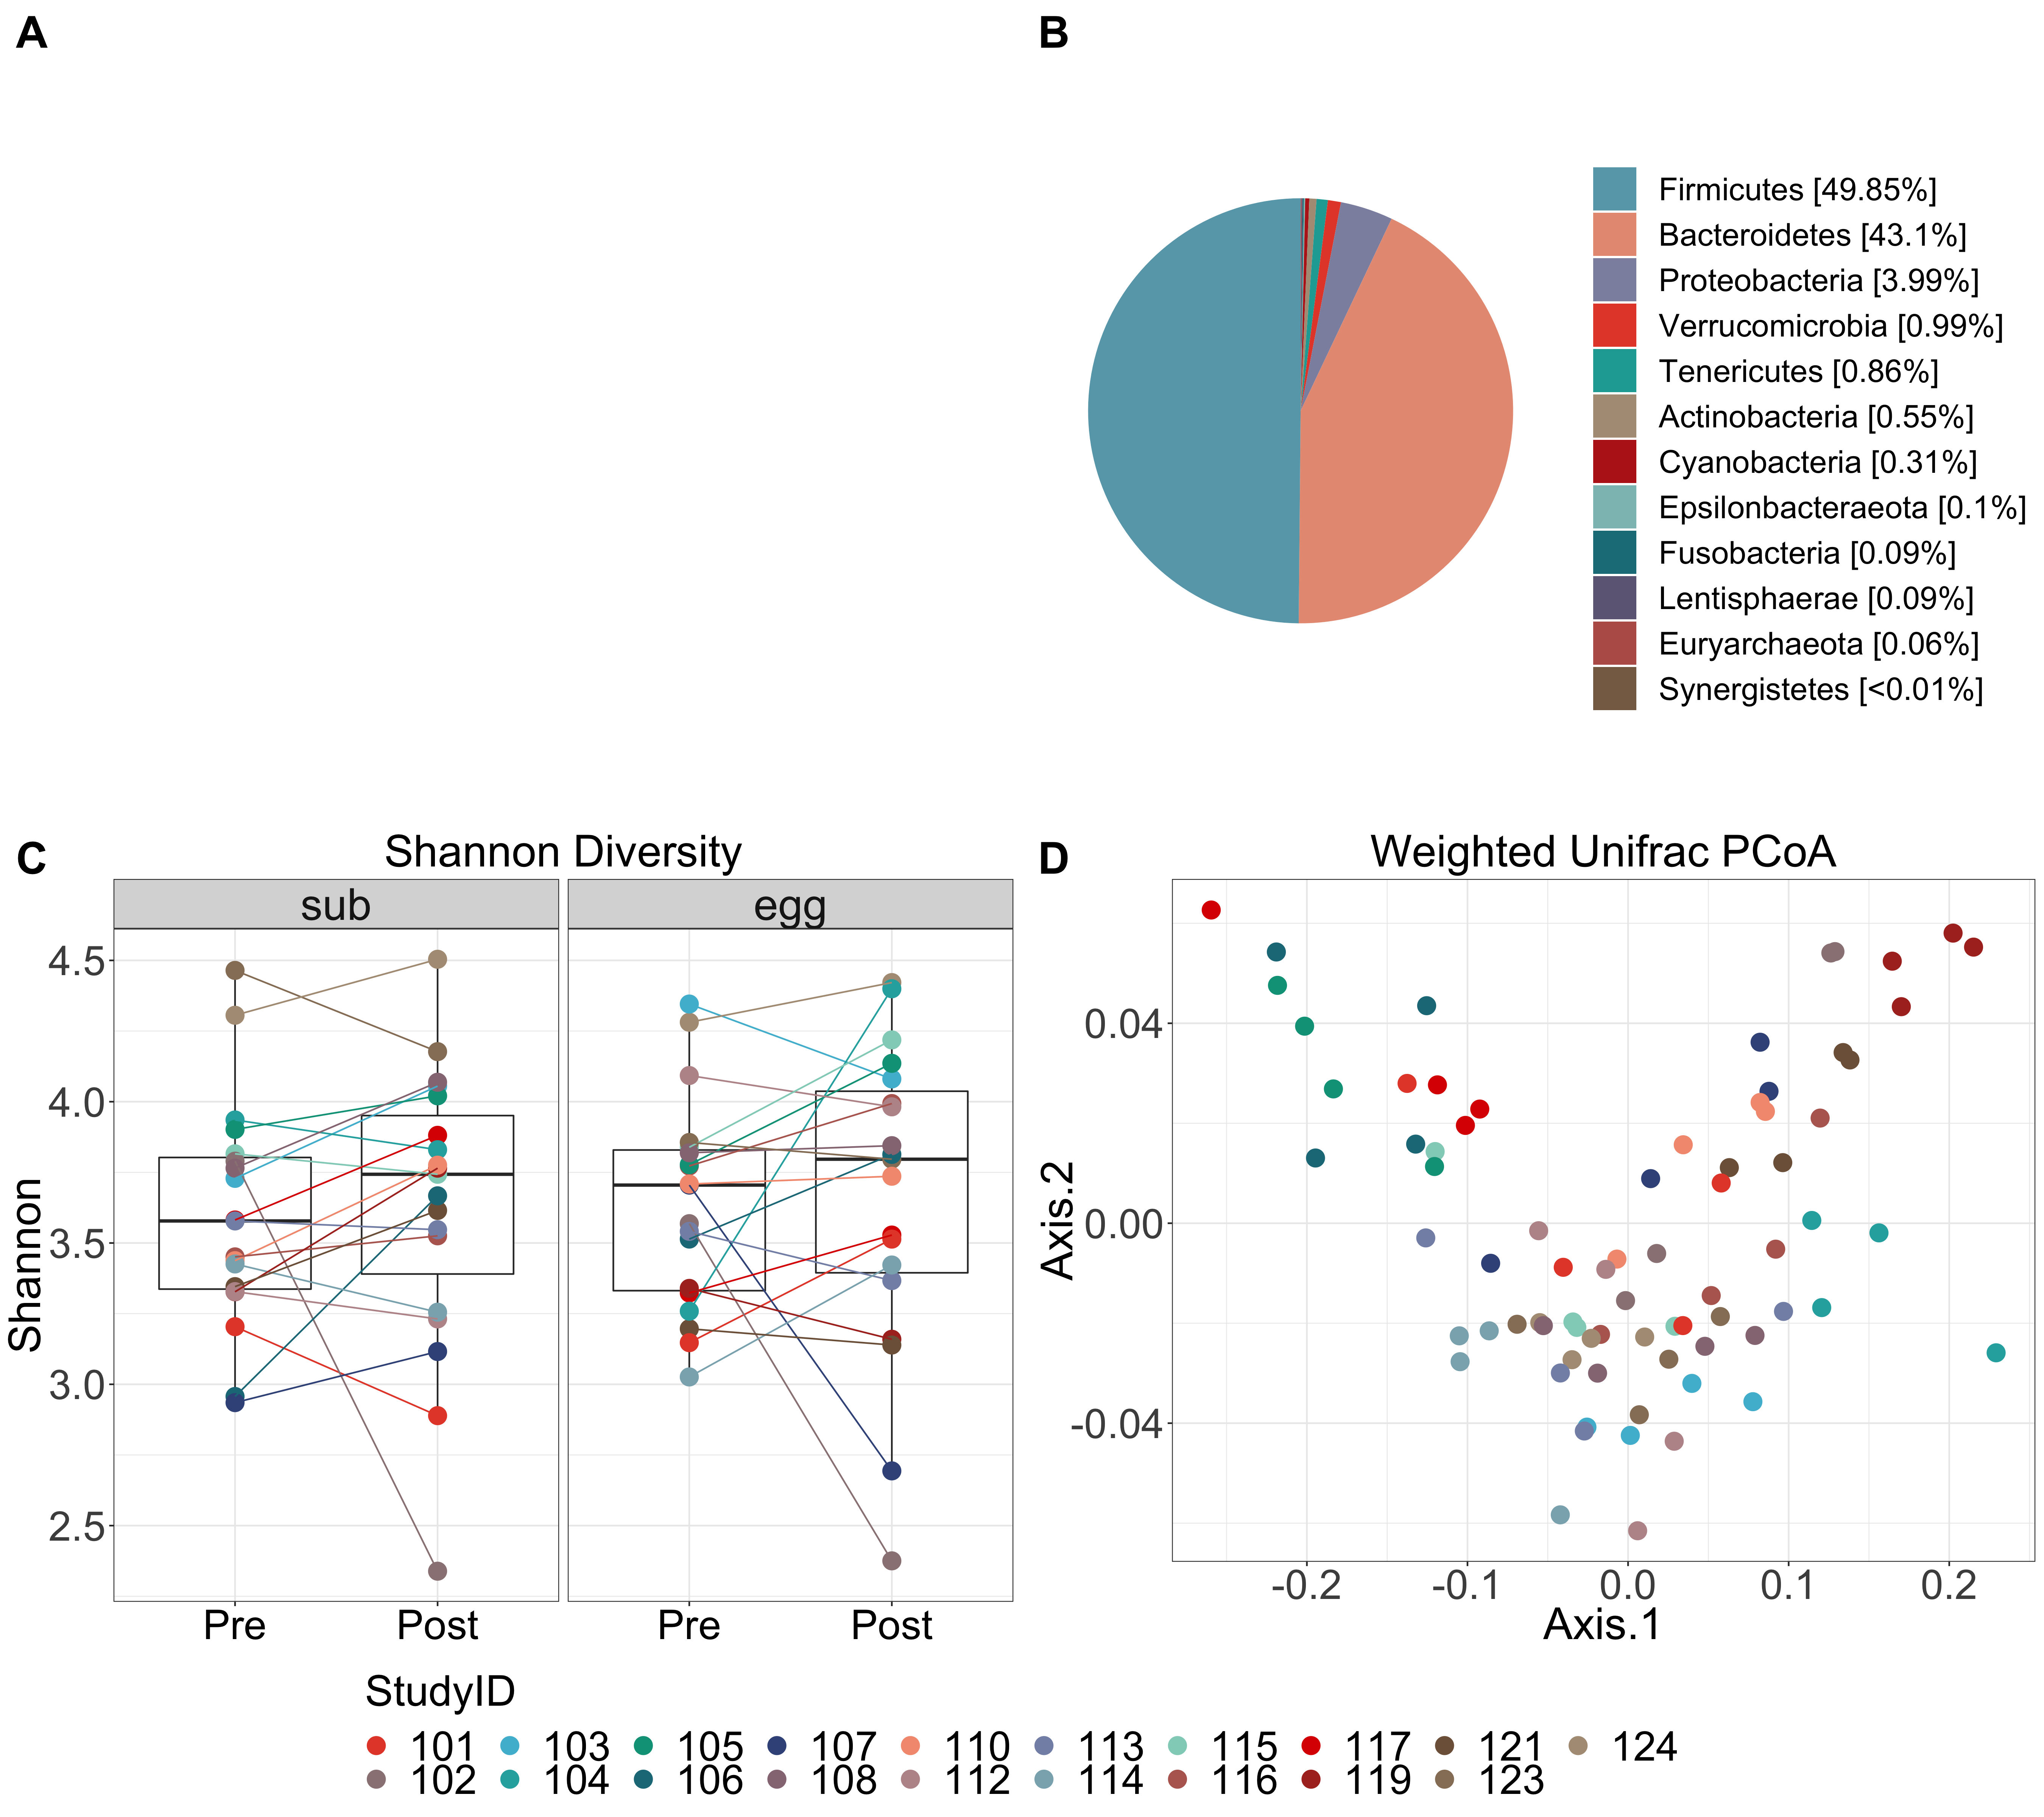 A
B
Firmicutes [49.85%]
Bacteroidetes [43.1%]
Proteobacteria [3.99%]
Verrucomicrobia [0.99%]
Tenericutes [0.86%]
Actinobacteria [0.55%]
Cyanobacteria [0.31%]
Epsilonbacteraeota [0.1%]
Fusobacteria [0.09%]
Lentisphaerae [0.09%]
Euryarchaeota [0.06%]
Synergistetes [<0.01%]
C
Shannon Diversity
sub
egg
Shannon
4.5
4.0
3.5
3.0
2.5
Pre
Post
Pre
Post
D
Weighted Unifrac PCoA
Axis.2
0.04
0.00
-0.04
-0.2
-0.1
0.0
0.1
0.2
Axis.1
StudyID
101 103 105 107 110 113 115 117 121 124
102 104 106 108 112 114 116 119 123